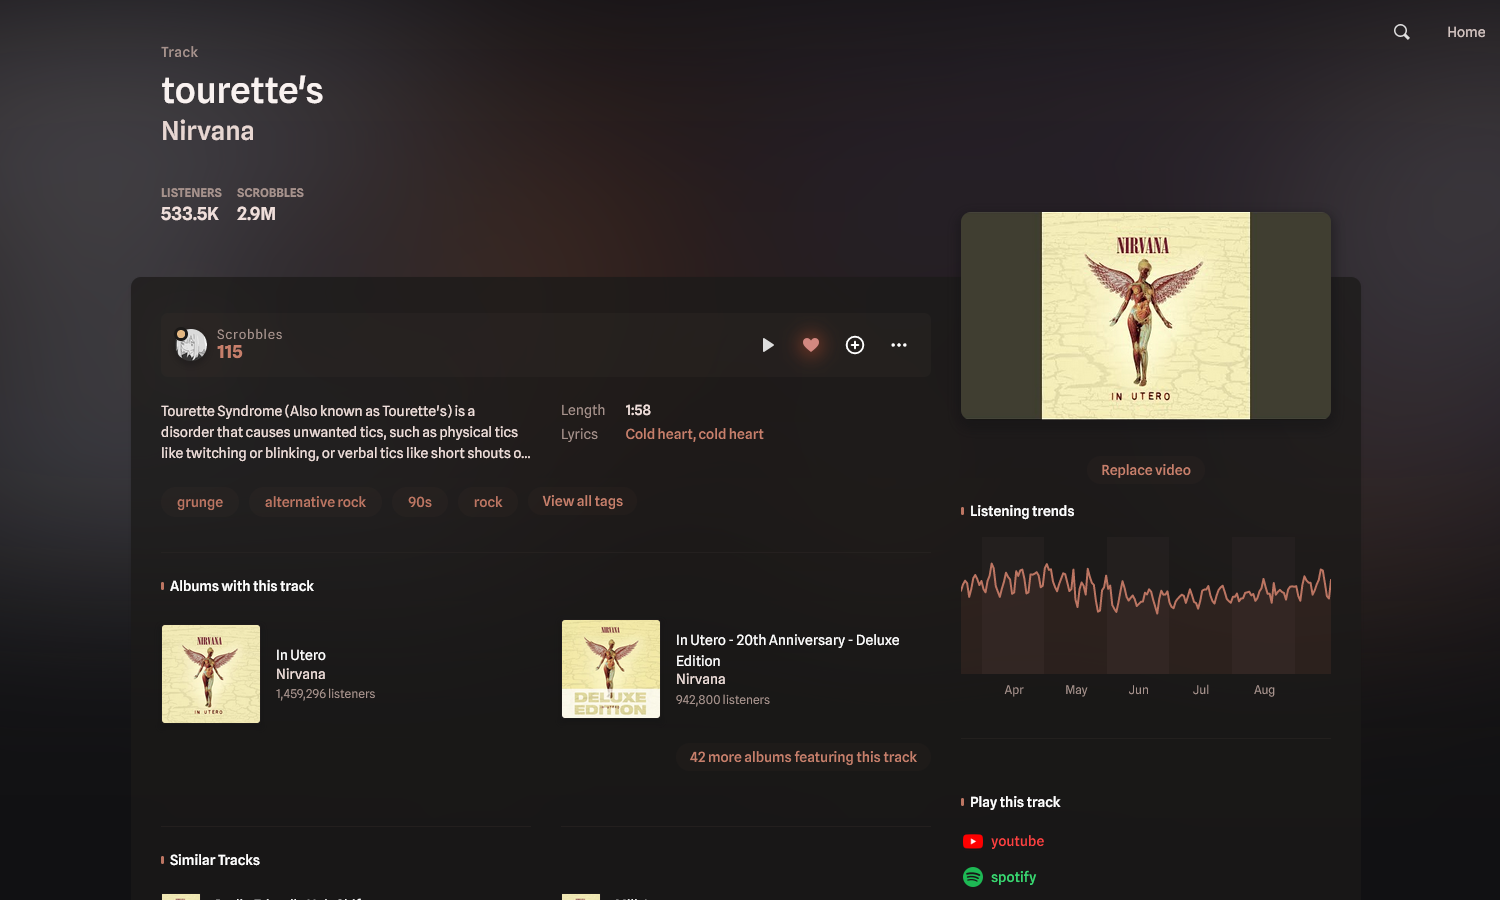 Home
Track
tourette's
Nirvana
LISTENERS SCROBBLES
533.5K 2.9M
NIRVANA
IN UTERO
Scrobbles
115
Tourette Syndrome (Also known as Tourette's) is a
disorder that causes unwanted tics, such as physical tics
like twitching or blinking, or verbal tics like short shouts o...
Length 1:58
Lyrics Cold heart, cold heart
grunge alternative rock 90s rock View all tags
Replace video
Listening trends
Apr May Jun Jul Aug
Albums with this track
NIRVANA
IN UTERO
In Utero
Nirvana
1,459,296 listeners
NIRVANA
DELUXE
EDITION
In Utero - 20th Anniversary - Deluxe
Edition
Nirvana
942,800 listeners
42 more albums featuring this track
Play this track
youtube
spotify
Similar Tracks